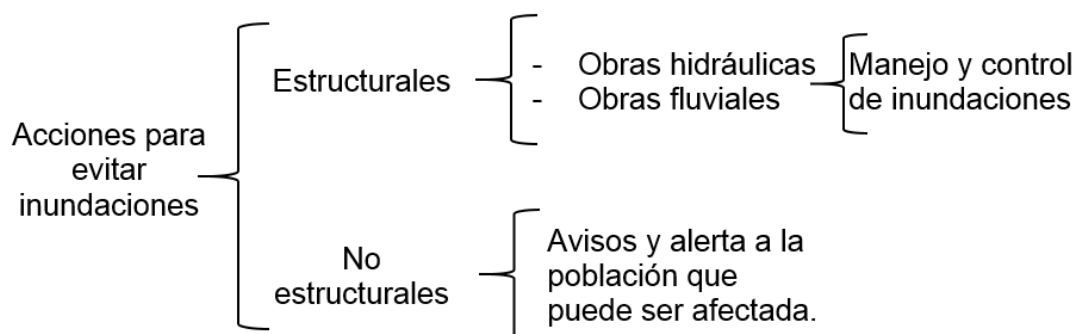 Acciones para
evitar
inundaciones
Estructurales
- Obras hidráulicas
- Obras fluviales
Manejo y control
de inundaciones
No
estructurales
Avisos y alerta a la
población que
puede ser afectada.